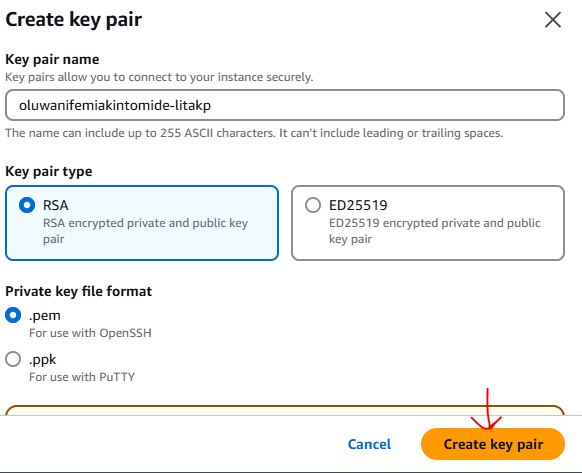 Create key pair
Key pair name
Key pairs allow you to connect to your instance securely.
oluwanifemiakintomide-litakp
The name can include up to 255 ASCII characters. It can't include leading or trailing spaces.
Key pair type
RSA
RSA encrypted private and public key
pair
ED25519
ED25519 encrypted private and public
key pair
Private key file format
.pem
For use with OpenSSH
.ppk
For use with PuTTY
Cancel
Create key pair